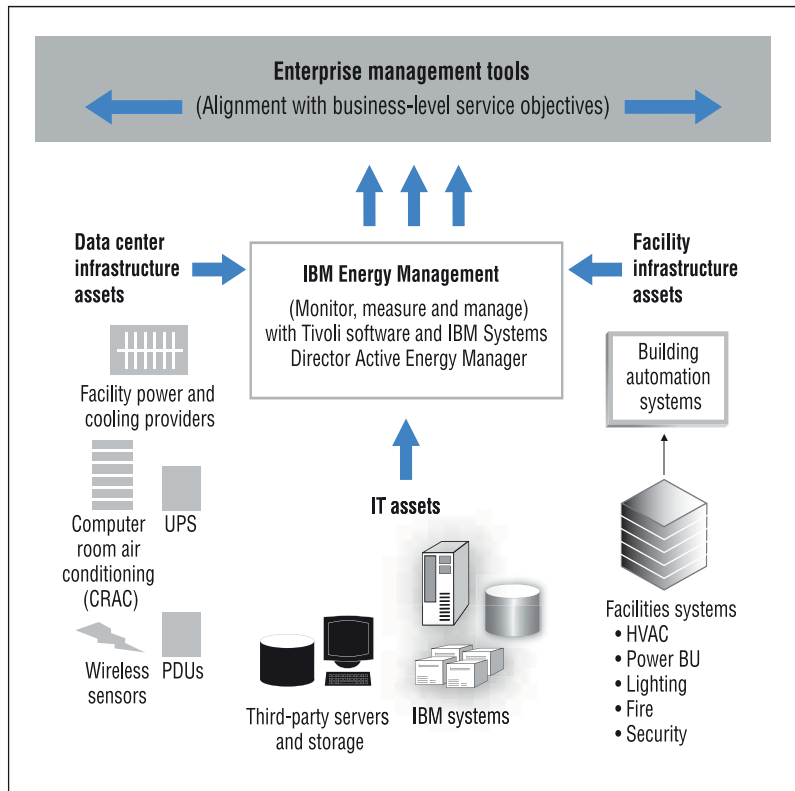 Enterprise management tools
(Alignment with business-level service objectives)
Data center
infrastructure
assets
IBM Energy Management
(Monitor, measure and manage)
with Tivoli software and IBM Systems
Director Active Energy Manager
Facility
infrastructure
assets
Facility power and
cooling providers
Computer
room air
conditioning
(CRAC)
UPS
Wireless
sensors
PDUs
IT assets
Third-party servers
and storage
IBM systems
Building
automation
systems
Facilities systems
• HVAC
• Power BU
• Lighting
• Fire
• Security